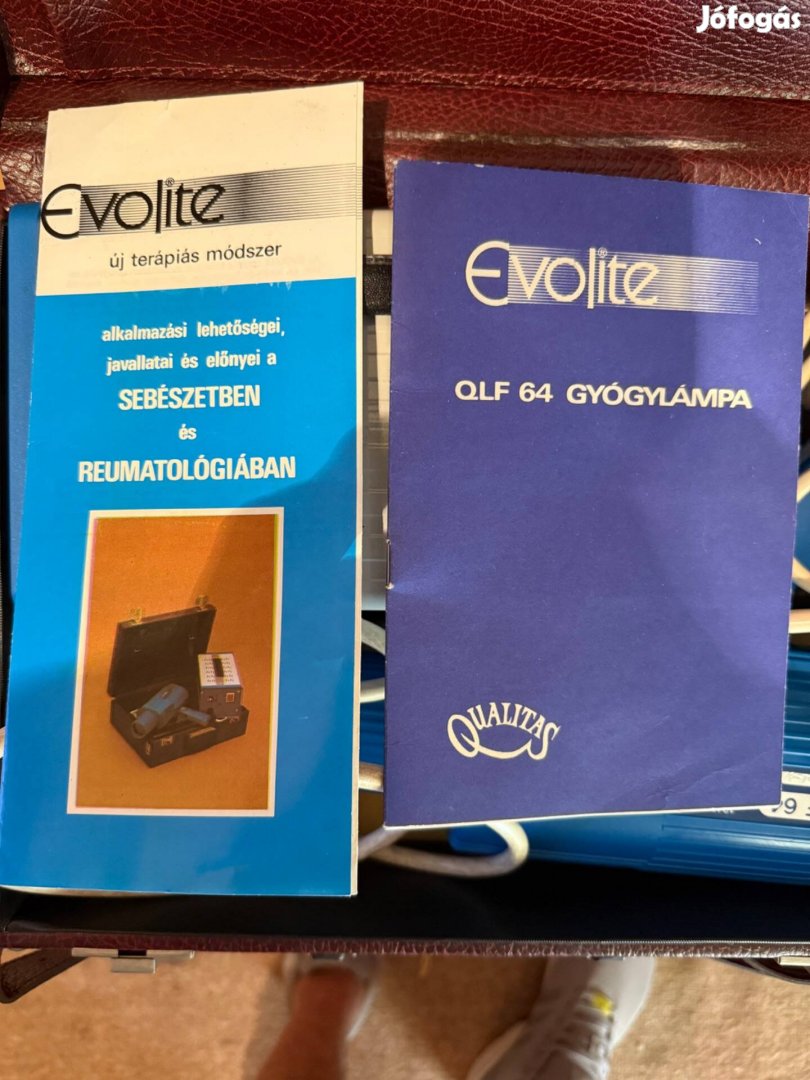 Jófogás
Evolite®
új terápiás módszer
alkalmazási lehetőségei,
javallatai és előnyei a
SEBÉSZETBEN
és
REUMATOLÓGIÁBAN
Evolite®
QLF 64 GYÓGYLÁMPA
QUALITAS